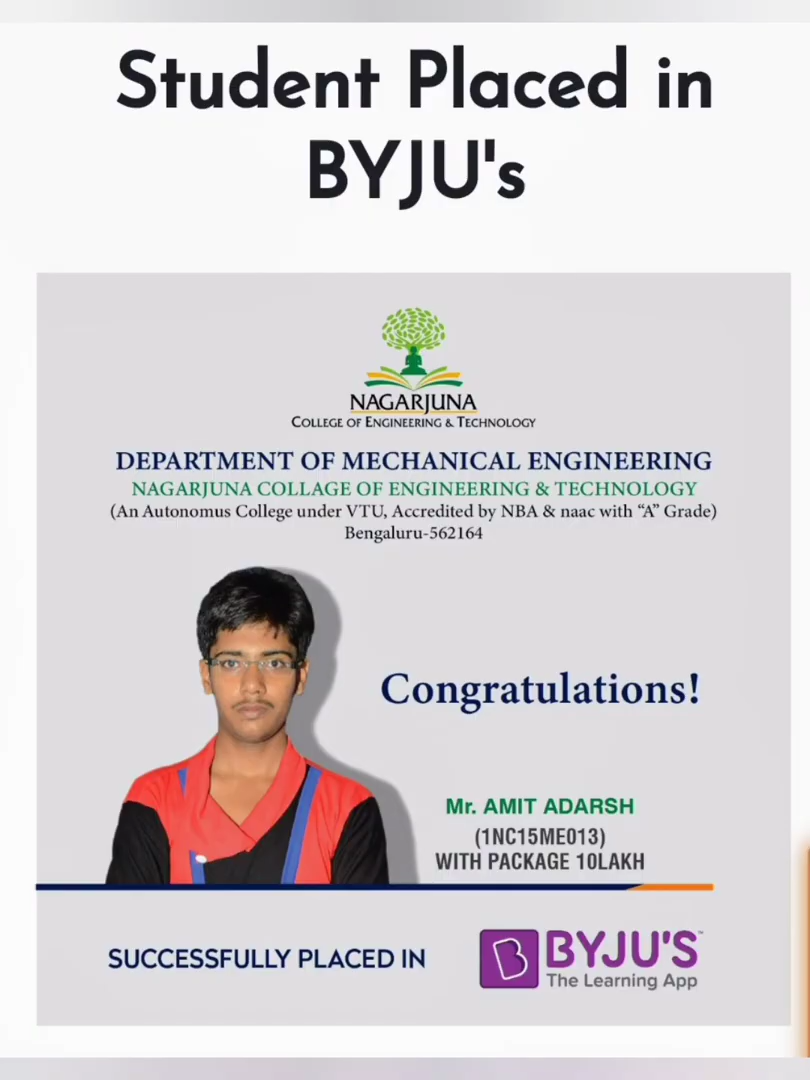 Student Placed in
BYJU's
NAGARJUNA
COLLEGE OF ENGINEERING & TECHNOLOGY
DEPARTMENT OF MECHANICAL ENGINEERING
NAGARJUNA COLLAGE OF ENGINEERING & TECHNOLOGY
(An Autonomus College under VTU, Accredited by NBA & naac with “A” Grade)
Bengaluru-562164
Congratulations!
Mr. AMIT ADARSH
(1NC15ME013)
WITH PACKAGE 10LAKH
SUCCESSFULLY PLACED IN
BYJU'S™
The Learning App